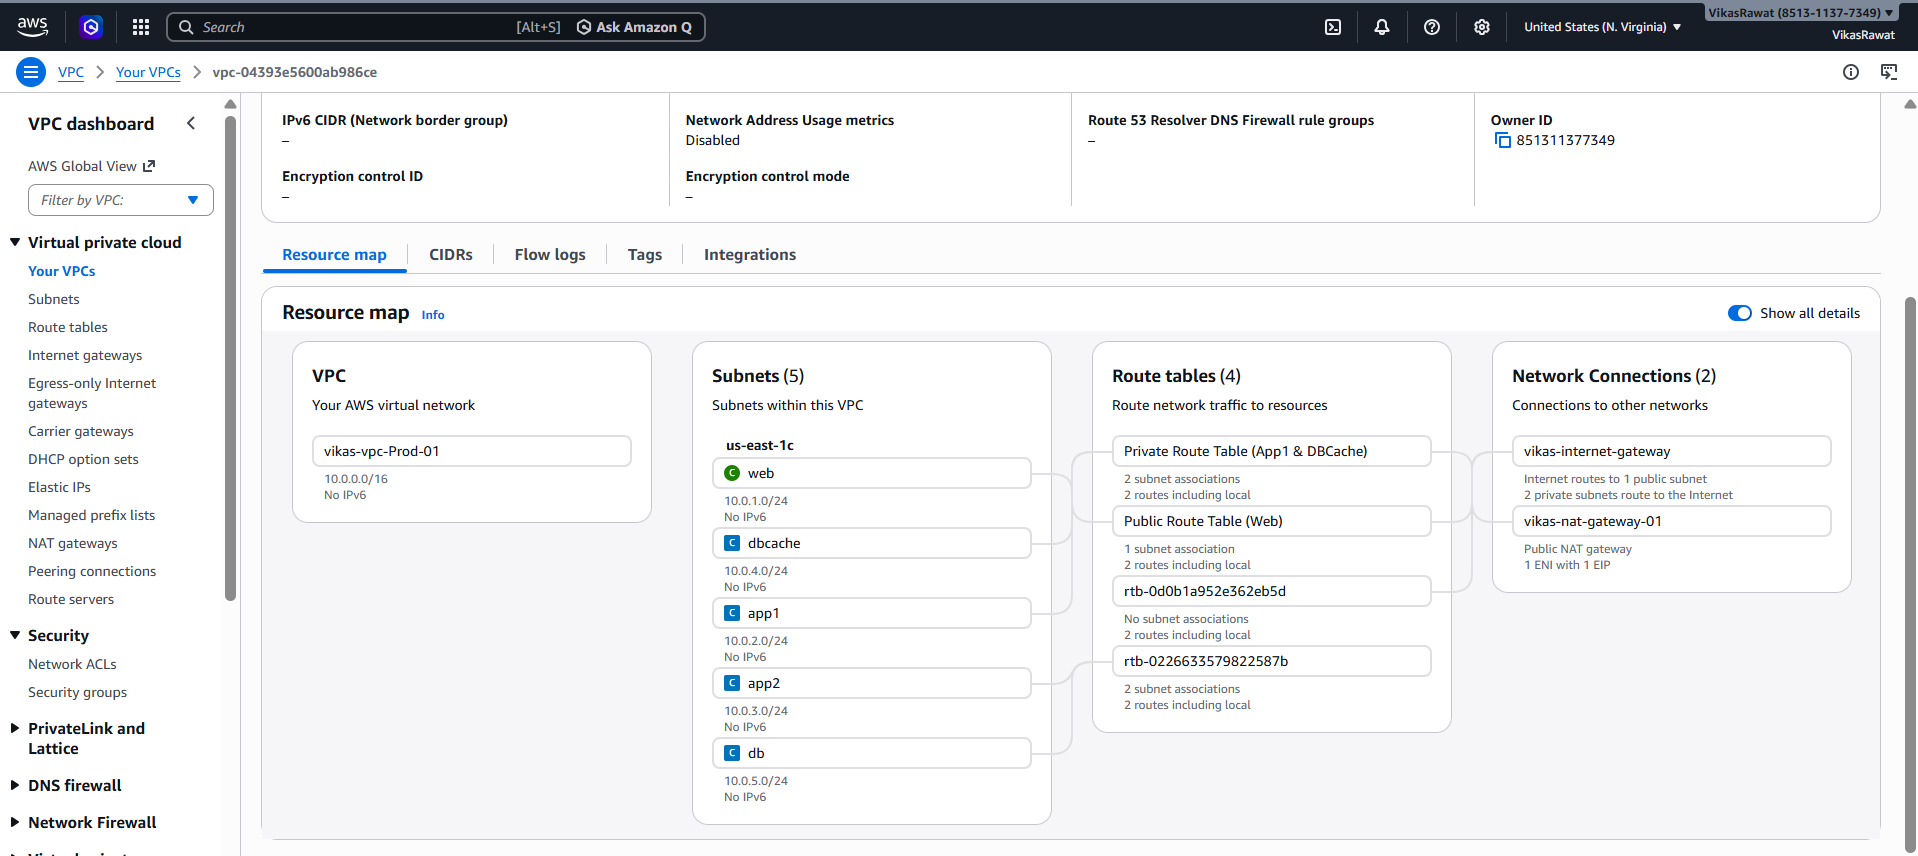 aws
Search [Alt+S] Ask Amazon Q
United States (N. Virginia)
VikasRawat (8513-1137-7349)
VikasRawat
VPC
Your VPCs
vpc-04393e5600ab986ce
VPC dashboard
AWS Global View
Filter by VPC:
Virtual private cloud
Your VPCs
Subnets
Route tables
Internet gateways
Egress-only Internet
gateways
Carrier gateways
DHCP option sets
Elastic IPs
Managed prefix lists
NAT gateways
Peering connections
Route servers
Security
Network ACLs
Security groups
PrivateLink and
Lattice
DNS firewall
Network Firewall
IPv6 CIDR (Network border group)
–
Encryption control ID
–
Network Address Usage metrics
Disabled
Encryption control mode
–
Route 53 Resolver DNS Firewall rule groups
–
Owner ID
851311377349
Resource map
CIDRs
Flow logs
Tags
Integrations
Resource map Info
Show all details
VPC
Your AWS virtual network
vikas-vpc-Prod-01
10.0.0.0/16
No IPv6
Subnets (5)
Subnets within this VPC
us-east-1c
C web
10.0.1.0/24
No IPv6
C dbcache
10.0.4.0/24
No IPv6
C app1
10.0.2.0/24
No IPv6
C app2
10.0.3.0/24
No IPv6
C db
10.0.5.0/24
No IPv6
Route tables (4)
Route network traffic to resources
Private Route Table (App1 & DBCache)
2 subnet associations
2 routes including local
Public Route Table (Web)
1 subnet association
2 routes including local
rtb-0d0b1a952e362eb5d
No subnet associations
2 routes including local
rtb-0226633579822587b
2 subnet associations
2 routes including local
Network Connections (2)
Connections to other networks
vikas-internet-gateway
Internet routes to 1 public subnet
2 private subnets route to the Internet
vikas-nat-gateway-01
Public NAT gateway
1 ENI with 1 EIP